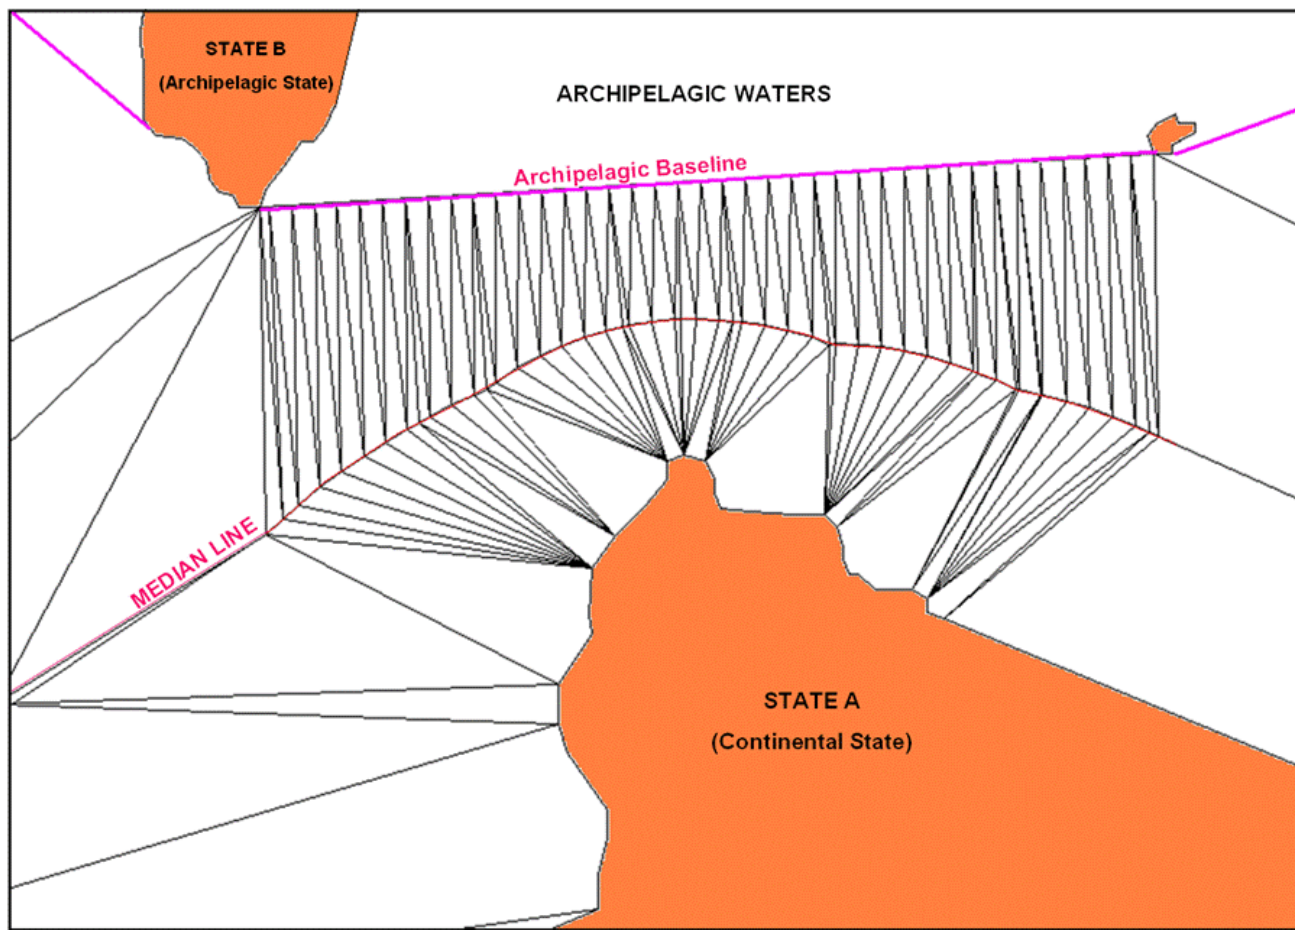 STATE B
(Archipelagic State)
ARCHIPELAGIC WATERS
Archipelagic Baseline
MEDIAN LINE
STATE A
(Continental State)